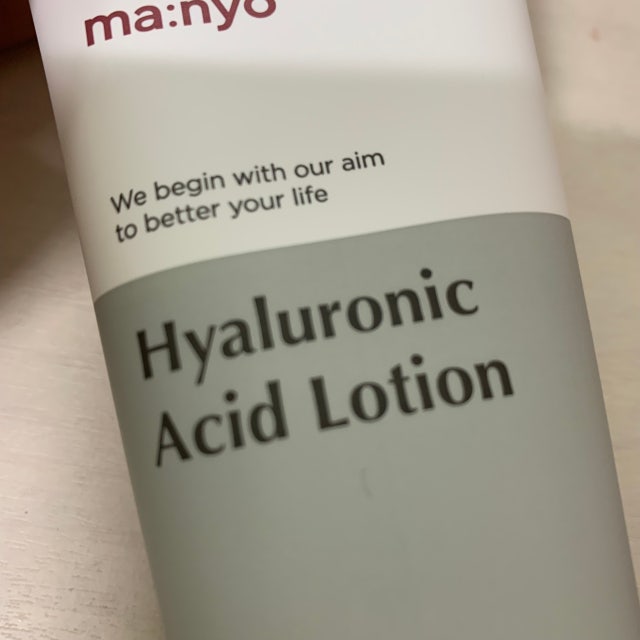 ma:nyo
We begin with our aim
to better your life
Hyaluronic
Acid Lotion